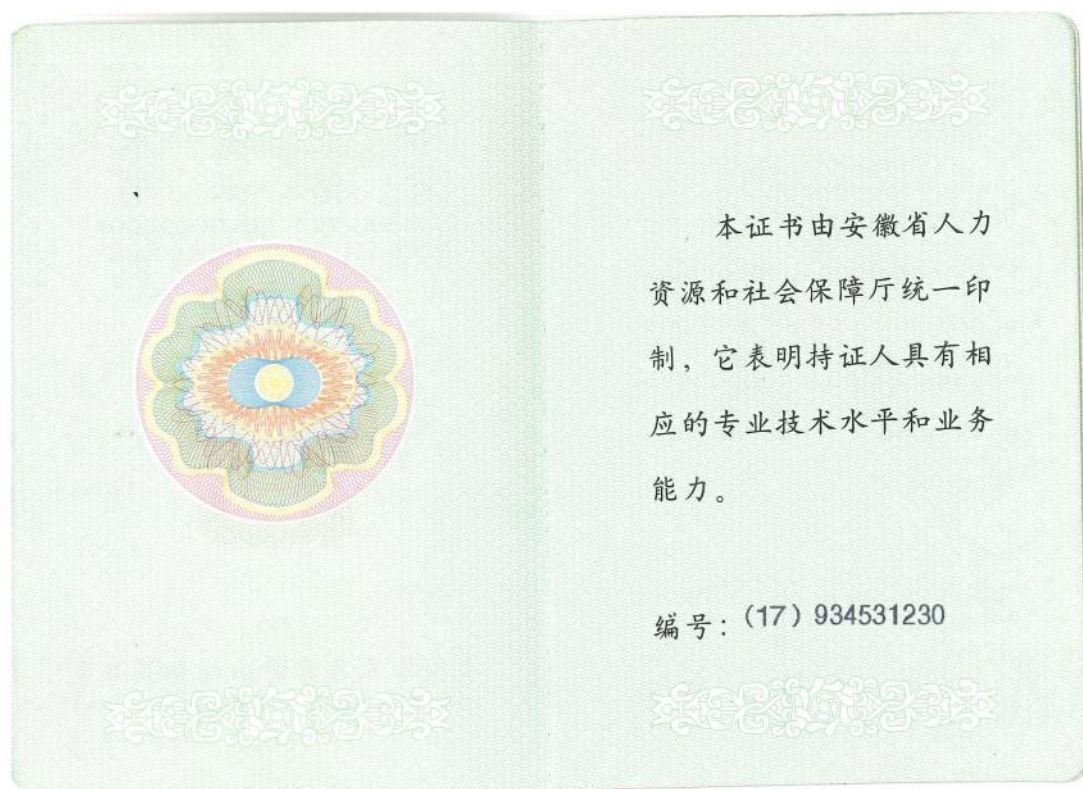 本证书由安徽省人力
资源和社会保障厅统一印
制，它表明持证人具有相
应的专业技术水平和业务
能力。
编号：（17）934531230